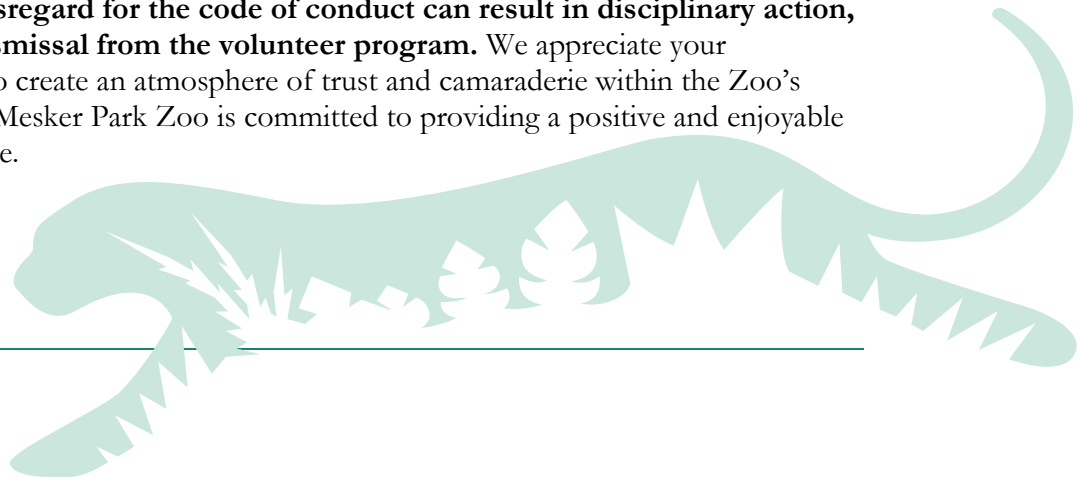 sregard for the code of conduct can result in disciplinary action,
smissal from the volunteer program. We appreciate your
o create an atmosphere of trust and camaraderie within the Zoo's
Mesker Park Zoo is committed to providing a positive and enjoyable
e.